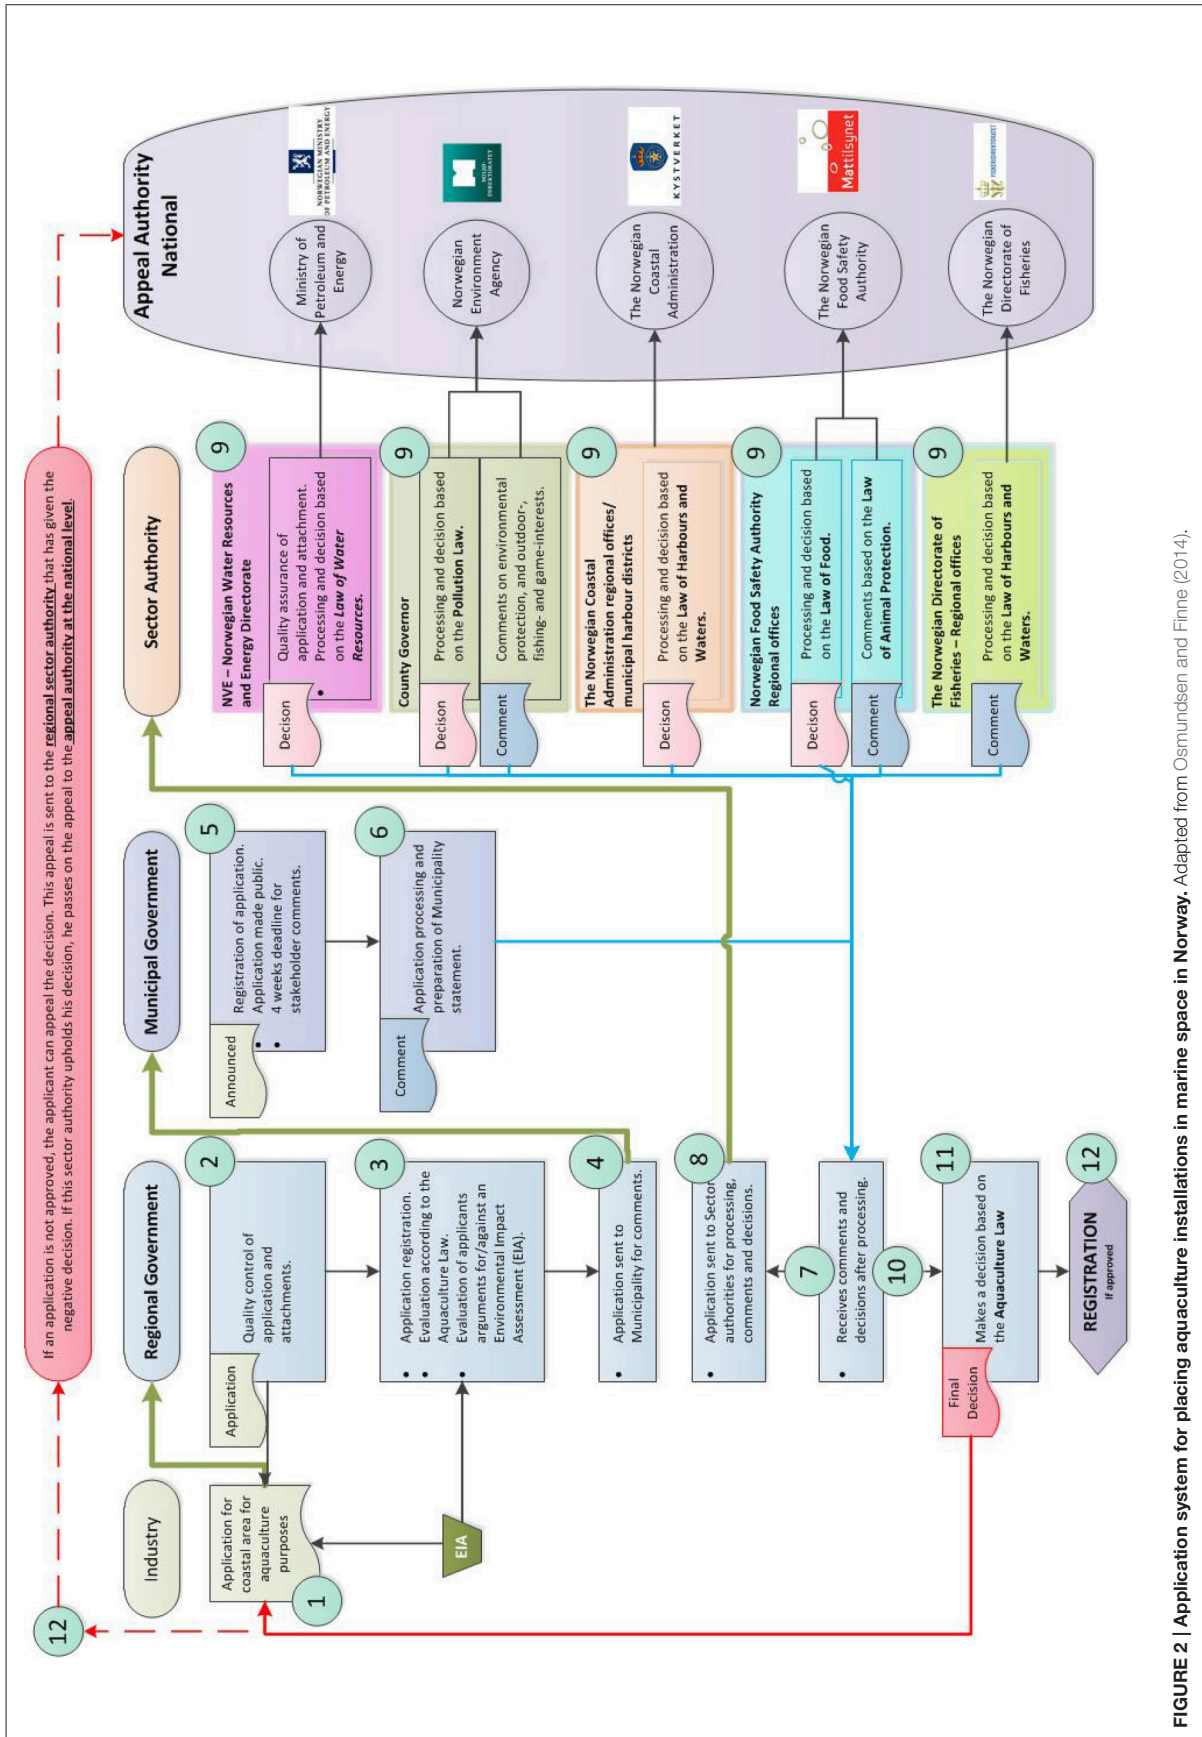 If an application is not approved, the applicant can appeal the decision. This appeal is sent to the regional sector authority that has given the
negative decision. If this sector authority upholds his decision, he passes on the appeal to the appeal authority at the national level.
12
Industry
Application for
coastal area for
aquaculture
purposes
1
EIA
Regional Government
Application
2
Quality control of
application and
attachments.
3
• Application registration.
• Evaluation according to the
Aquaculture Law.
• Evaluation of applicants
arguments for/against an
Environmental Impact
Assessment (EIA).
4
• Application sent to
Municipality for comments.
8
• Application sent to Sector
authorities for processing,
comments and decisions.
7
• Receives comments and
decisions after processing.
10
11
Makes a decision based on
the Aquaculture Law
Final
Decision
12
REGISTRATION
If approved
Municipal Government
5
Announced
Registration of application.
• Application made public.
• 4 weeks deadline for
stakeholder comments.
6
Comment
Application processing and
preparation of Municipality
statement.
Sector Authority
9
NVE – Norwegian Water Resources
and Energy Directorate
Decison
Quality assurance of
application and attachment.
• Processing and decision based
on the Law of Water
Resources.
9
County Governor
Decison
Processing and decision based
on the Pollution Law.
Comment
Comments on environmental
protection, and outdoor-,
fishing- and game-interests.
9
The Norwegian Coastal
Administration regional offices/
municipal harbour districts
Decison
Processing and decision based
on the Law of Harbours and
Waters.
9
Norwegian Food Safety Authority
Regional offices
Decison
Processing and decision based
on the Law of Food.
Comment
Comments based on the Law
of Animal Protection.
9
The Norwegian Directorate of
Fisheries – Regional offices
Comment
Processing and decision based
on the Law of Harbours and
Waters.
Appeal Authority
National
Ministry of
Petroleum and
Energy
NORWEGIAN MINISTRY
OF PETROLEUM AND ENERGY
Norwegian
Environment
Agency
MILJØ-
DIREKTORATET
The Norwegian
Coastal
Administration
KYSTVERKET
The Norwegian
Food Safety
Authority
Mattilsynet
The Norwegian
Directorate of
Fisheries
FISKERIDIREKTORATET
FIGURE 2 | Application system for placing aquaculture installations in marine space in Norway. Adapted from Osmundsen and Finne (2014).